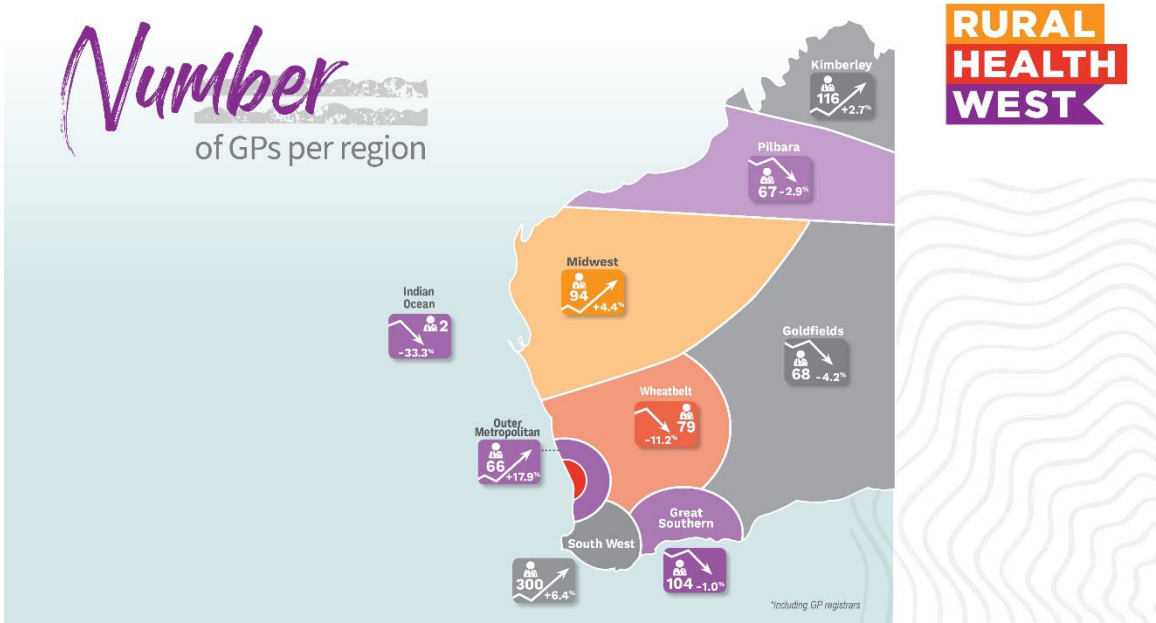 Number
of GPs per region
RURAL
HEALTH
WEST
Kimberley
116
+2.7%
Pilbara
67 -2.9%
Midwest
94
+4.4%
Indian
Ocean
2
-33.3%
Goldfields
68 -4.2%
Wheatbelt
79
-11.2%
Outer
Metropolitan
66
+17.9%
Great
Southern
104 -1.0%
South West
300
+6.4%
*Including GP registrars